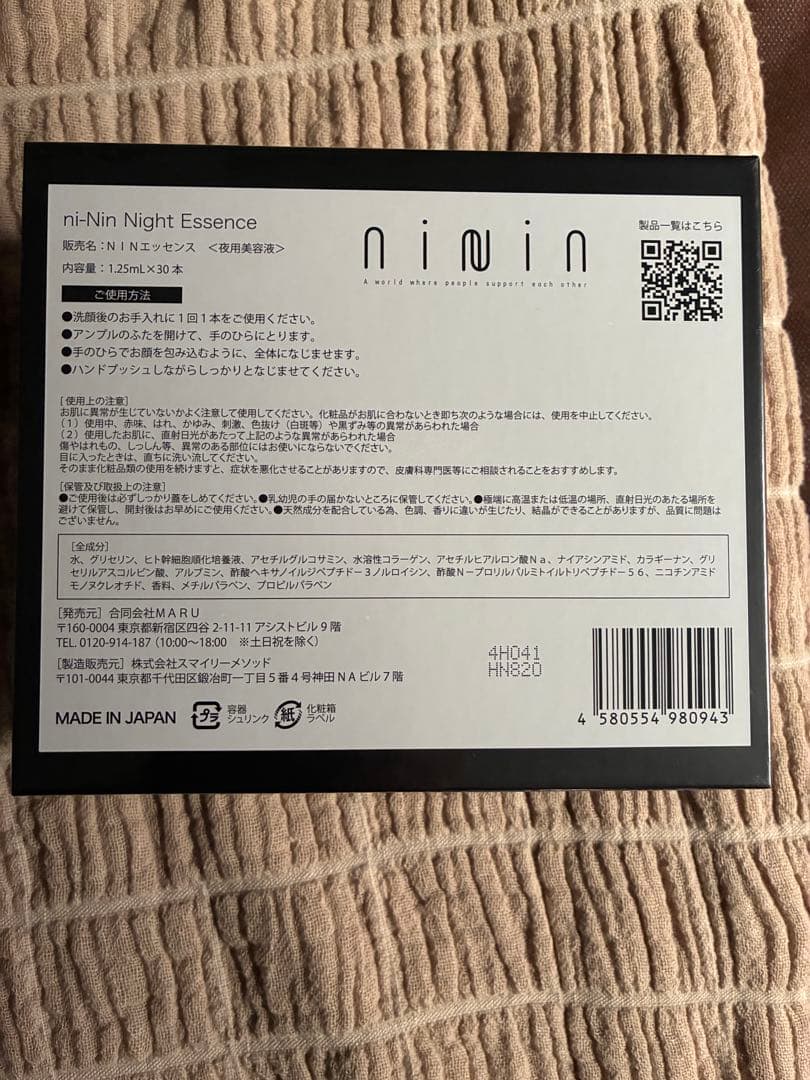 ni-Nin Night Essence
販売名：ＮＩＮエッセンス　＜夜用美容液＞
内容量：1.25mL×30 本
ninin
A world where people support each other
製品一覧はこちら
ご使用方法
●洗顔後のお手入れに１回１本をご使用ください。
●アンプルのふたを開けて、手のひらにとります。
●手のひらでお顔を包み込むように、全体になじませます。
●ハンドプッシュしながらしっかりとなじませてください。
[ 使用上の注意]
お肌に異常が生じていないかよく注意して使用してください。化粧品がお肌に合わないとき即ち次のような場合には、使用を中止してください。
（１）使用中、赤味、はれ、かゆみ、刺激、色抜け（白斑等）や黒ずみ等の異常があらわれた場合
（２）使用したお肌に、直射日光があたって上記のような異常があらわれた場合
傷やはれもの、しっしん等、異常のある部位にはお使いにならないでください。
目に入ったときは、直ちに洗い流してください。
そのまま化粧品類の使用を続けますと、症状を悪化させることがありますので、皮膚科専門医等にご相談されることをおすすめします。
[保管及び取扱上の注意]
●ご使用後は必ずしっかり蓋をしめてください。●乳幼児の手の届かないところに保管してください。●極端に高温または低温の場所、直射日光のあたる場所を
避けて保管し、開封後はお早めにご使用ください。●天然成分を配合している為、色調、香りに違いが生じたり、結晶ができることがありますが、品質に問題は
ございません。
[全成分]
水、グリセリン、ヒト幹細胞順化培養液、アセチルグルコサミン、水溶性コラーゲン、アセチルヒアルロン酸Ｎａ、ナイアシンアミド、カラギーナン、グリ
セリルアスコルビン酸、アルブミン、酢酸ヘキサノイルジペプチド－３ノルロイシン、酢酸Ｎ－プロリルパルミトイルトリペプチド－５６、ニコチンアミド
モノヌクレオチド、香料、メチルパラベン、プロピルパラベン
[発売元] 合同会社ＭＡＲＵ
〒160-0004 東京都新宿区四谷 2-11-11 アシストビル９階
TEL. 0120-914-187（10:00〜18:00　※土日祝を除く）
[製造販売元] 株式会社スマイリーメソッド
〒101-0044 東京都千代田区鍛冶町一丁目５番４号神田ＮＡビル７階
4H041
HN820
MADE IN JAPAN
プラ
容器
シュリンク
紙
化粧箱
ラベル
4 580554 980943